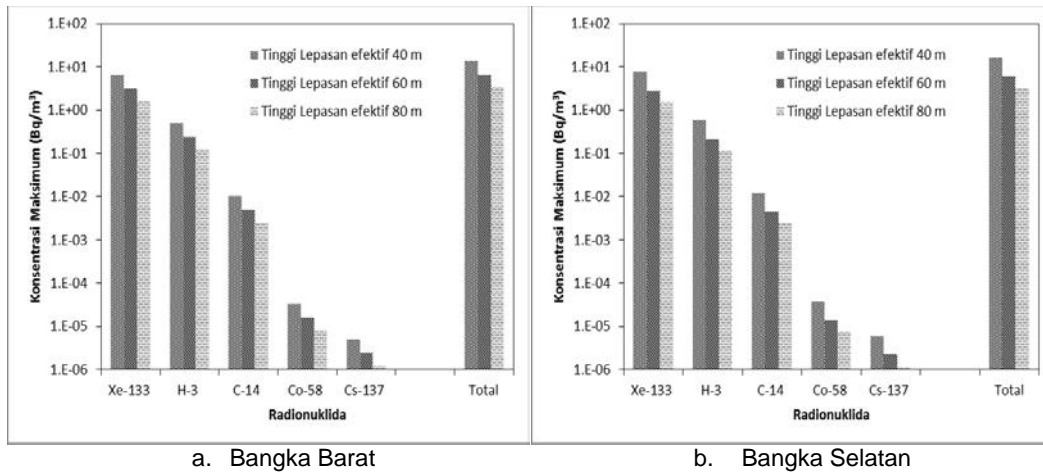 Konsentrasi Maksimum (Bq/m³)
1.E+02
1.E+01
1.E+00
1.E-01
1.E-02
1.E-03
1.E-04
1.E-05
1.E-06
Tinggi Lepasan efektif 40 m
Tinggi Lepasan efektif 60 m
Tinggi Lepasan efektif 80 m
Xe-133 H-3 C-14 Co-58 Cs-137 Total
Radionuklida
a. Bangka Barat
Konsentrasi Maksimum (Bq/m³)
1.E+02
1.E+01
1.E+00
1.E-01
1.E-02
1.E-03
1.E-04
1.E-05
1.E-06
Tinggi Lepasan efektif 40 m
Tinggi Lepasan efektif 60 m
Tinggi Lepasan efektif 80 m
Xe-133 H-3 C-14 Co-58 Cs-137 Total
Radionuklida
b. Bangka Selatan